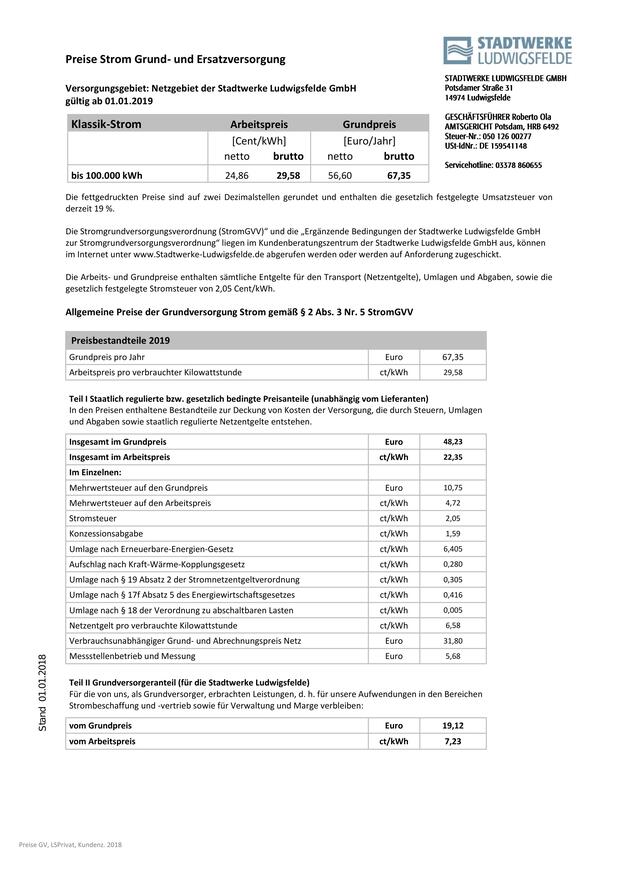 STADTWERKE
LUDWIGSFELDE
Preise Strom Grund- und Ersatzversorgung
STADTWERKE LUDWIGSFELDE GMBH
Potsdamer Straße 31
14974 Ludwigsfelde
GESCHÄFTSFÜHRER Roberto Ola
AMTSGERICHT Potsdam, HRB 6492
Steuer-Nr.: 050 126 00277
USt-IdNr.: DE 159541148
Servicehotline: 03378 860655
Versorgungsgebiet: Netzgebiet der Stadtwerke Ludwigsfelde GmbH
gültig ab 01.01.2019
Klassik-Strom Arbeitspreis Grundpreis
[Cent/kWh] [Euro/Jahr]
netto brutto netto brutto
bis 100.000 kWh 24,86 29,58 56,60 67,35
Die fettgedruckten Preise sind auf zwei Dezimalstellen gerundet und enthalten die gesetzlich festgelegte Umsatzsteuer von
derzeit 19 %.
Die Stromgrundversorgungsverordnung (StromGVV)“ und die „Ergänzende Bedingungen der Stadtwerke Ludwigsfelde GmbH
zur Stromgrundversorgungsverordnung“ liegen im Kundenberatungszentrum der Stadtwerke Ludwigsfelde GmbH aus, können
im Internet unter www.Stadtwerke-Ludwigsfelde.de abgerufen werden oder werden auf Anforderung zugeschickt.
Die Arbeits- und Grundpreise enthalten sämtliche Entgelte für den Transport (Netzentgelte), Umlagen und Abgaben, sowie die
gesetzlich festgelegte Stromsteuer von 2,05 Cent/kWh.
Allgemeine Preise der Grundversorgung Strom gemäß § 2 Abs. 3 Nr. 5 StromGVV
Preisbestandteile 2019
Grundpreis pro Jahr Euro 67,35
Arbeitspreis pro verbrauchter Kilowattstunde ct/kWh 29,58
Teil I Staatlich regulierte bzw. gesetzlich bedingte Preisanteile (unabhängig vom Lieferanten)
In den Preisen enthaltene Bestandteile zur Deckung von Kosten der Versorgung, die durch Steuern, Umlagen
und Abgaben sowie staatlich regulierte Netzentgelte entstehen.
Insgesamt im Grundpreis Euro 48,23
Insgesamt im Arbeitspreis ct/kWh 22,35
Im Einzelnen:
Mehrwertsteuer auf den Grundpreis Euro 10,75
Mehrwertsteuer auf den Arbeitspreis ct/kWh 4,72
Stromsteuer ct/kWh 2,05
Konzessionsabgabe ct/kWh 1,59
Umlage nach Erneuerbare-Energien-Gesetz ct/kWh 6,405
Aufschlag nach Kraft-Wärme-Kopplungsgesetz ct/kWh 0,280
Umlage nach § 19 Absatz 2 der Stromnetzentgeltverordnung ct/kWh 0,305
Umlage nach § 17f Absatz 5 des Energiewirtschaftsgesetzes ct/kWh 0,416
Umlage nach § 18 der Verordnung zu abschaltbaren Lasten ct/kWh 0,005
Netzentgelt pro verbrauchte Kilowattstunde ct/kWh 6,58
Verbrauchsunabhängiger Grund- und Abrechnungspreis Netz Euro 31,80
Messstellenbetrieb und Messung Euro 5,68
Teil II Grundversorgeranteil (für die Stadtwerke Ludwigsfelde)
Für die von uns, als Grundversorger, erbrachten Leistungen, d. h. für unsere Aufwendungen in den Bereichen
Strombeschaffung und -vertrieb sowie für Verwaltung und Marge verbleiben:
vom Grundpreis Euro 19,12
vom Arbeitspreis ct/kWh 7,23
Stand 01.01.2018
Preise GV, LSPrivat, Kundenz. 2018